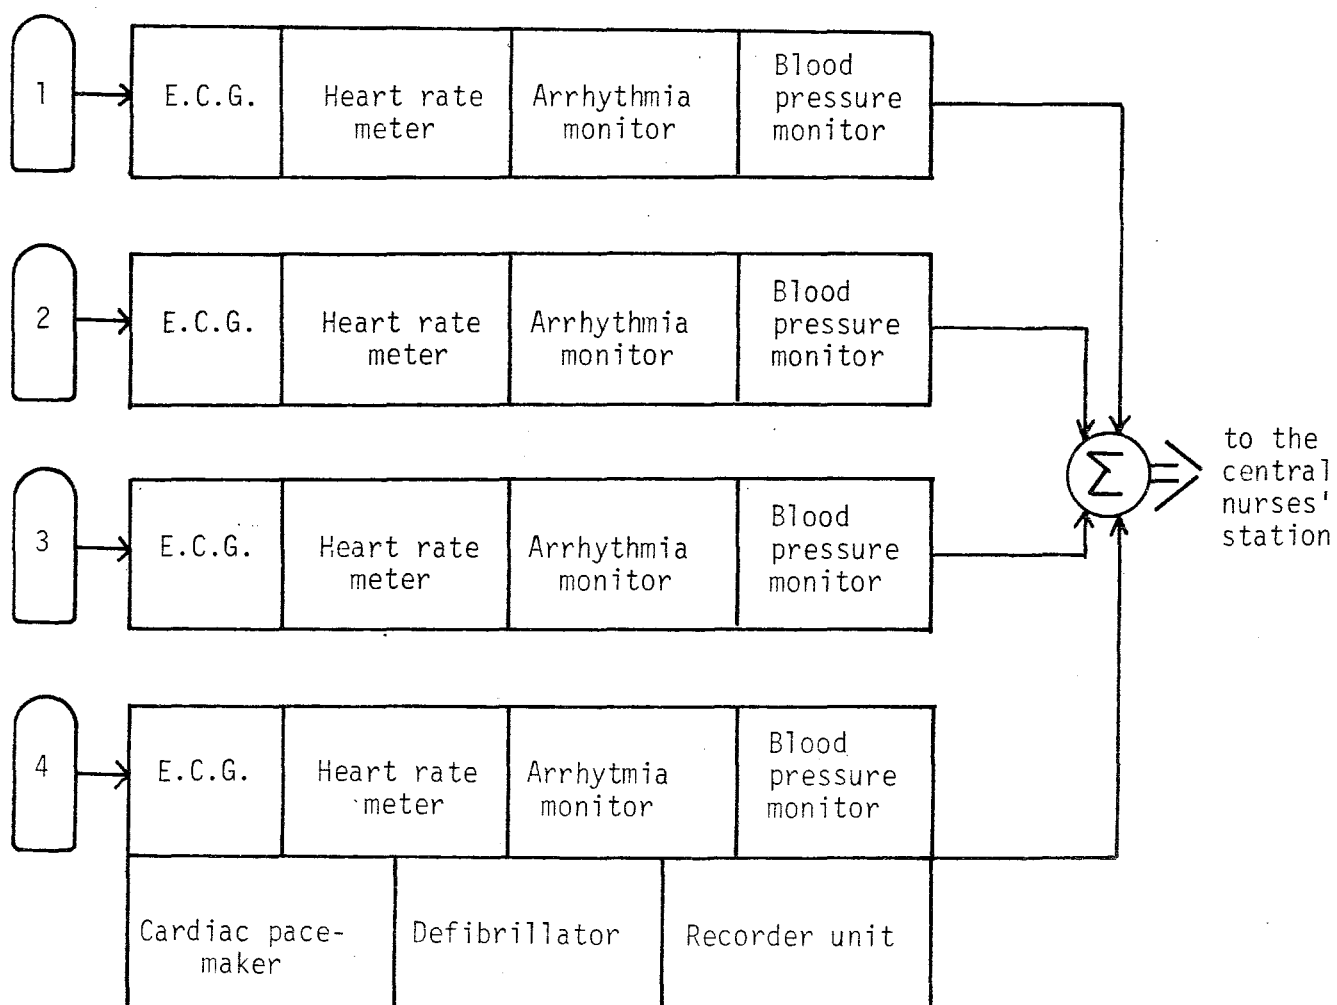 1
E.C.G.
Heart rate
meter
Arrhythmia
monitor
Blood
pressure
monitor
2
E.C.G.
Heart rate
meter
Arrhythmia
monitor
Blood
pressure
monitor
Σ
to the
central
nurses'
station
3
E.C.G.
Heart rate
meter
Arrhythmia
monitor
Blood
pressure
monitor
4
E.C.G.
Heart rate
meter
Arrhytmia
monitor
Blood
pressure
monitor
Cardiac pace-
maker
Defibrillator
Recorder unit